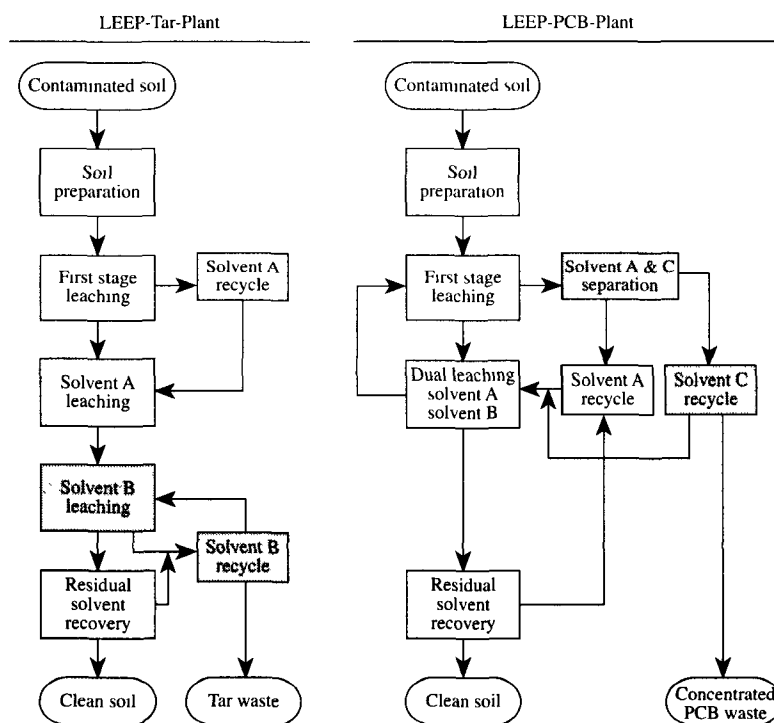 LEEP-Tar-Plant
Contaminated soil
Soil
preparation
First stage
leaching
Solvent A
recycle
Solvent A
leaching
Solvent B
leaching
Solvent B
recycle
Residual
solvent
recovery
Clean soil
Tar waste
LEEP-PCB-Plant
Contaminated soil
Soil
preparation
First stage
leaching
Solvent A & C
separation
Dual leaching
solvent A
solvent B
Solvent A
recycle
Solvent C
recycle
Residual
solvent
recovery
Clean soil
Concentrated
PCB waste